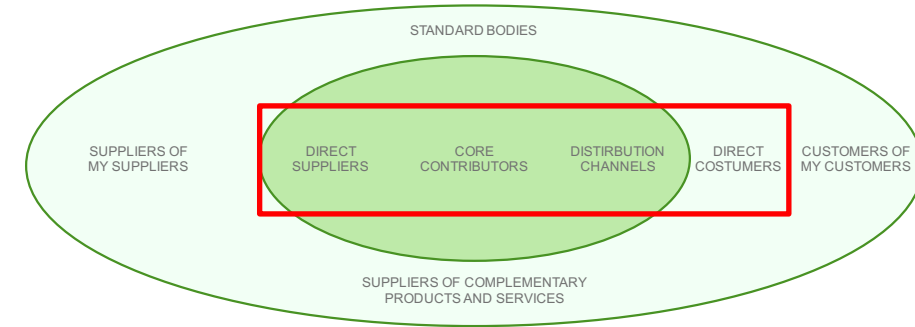 STANDARD BODIES
SUPPLIERS OF
MY SUPPLIERS
DIRECT
SUPPLIERS
CORE
CONTRIBUTORS
DISTIRBUTION
CHANNELS
DIRECT
COSTUMERS
CUSTOMERS OF
MY CUSTOMERS
SUPPLIERS OF COMPLEMENTARY
PRODUCTS AND SERVICES